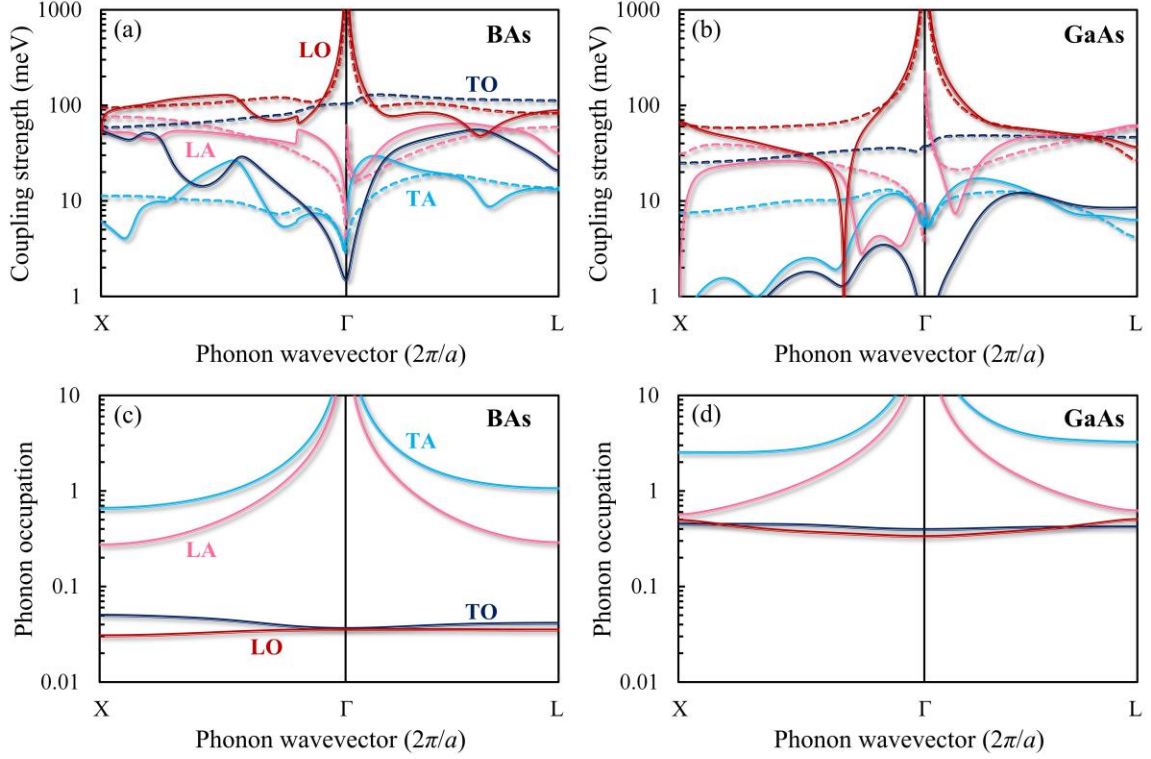 (a)
BAs
LO
TO
LA
TA
Coupling strength (meV)
1000
100
10
1
X
Γ
L
Phonon wavevector (2π/a)
(b)
GaAs
Coupling strength (meV)
1000
100
10
1
X
Γ
L
Phonon wavevector (2π/a)
(c)
BAs
TA
LA
TO
LO
Phonon occupation
10
1
0.1
0.01
X
Γ
L
Phonon wavevector (2π/a)
(d)
GaAs
Phonon occupation
10
1
0.1
0.01
X
Γ
L
Phonon wavevector (2π/a)